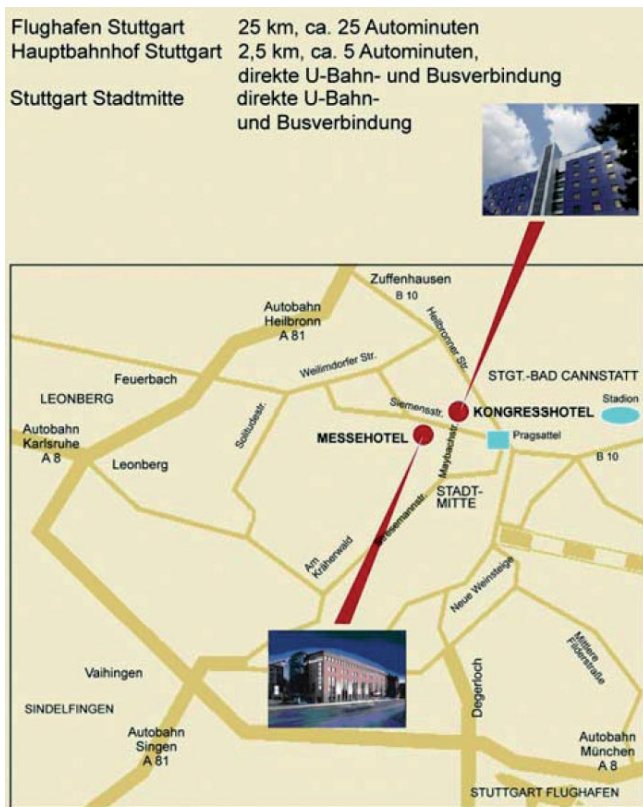 Flughafen Stuttgart 25 km, ca. 25 Autominuten
Hauptbahnhof Stuttgart 2,5 km, ca. 5 Autominuten,
direkte U-Bahn- und Busverbindung
Stuttgart Stadtmitte direkte U-Bahn-
und Busverbindung
Zuffenhausen
B 10
Autobahn
Heilbronn
A 81
Heilbronner Str.
Weilimdorfer Str.
Feuerbach
STGT.-BAD CANNSTATT
LEONBERG
Siemensstr.
Stadion
KONGRESSHOTEL
Solitudestr.
Autobahn
Karlsruhe
A 8
MESSEHOTEL
Maybachstr.
Pragsattel
B 10
Leonberg
STADT-
MITTE
Stresemannstr.
Am
Kräherwald
Neue Weinsteige
Mittlere
Filderstraße
Vaihingen
Degerloch
SINDELFINGEN
Autobahn
Singen
A 81
Autobahn
München
A 8
STUTTGART FLUGHAFEN